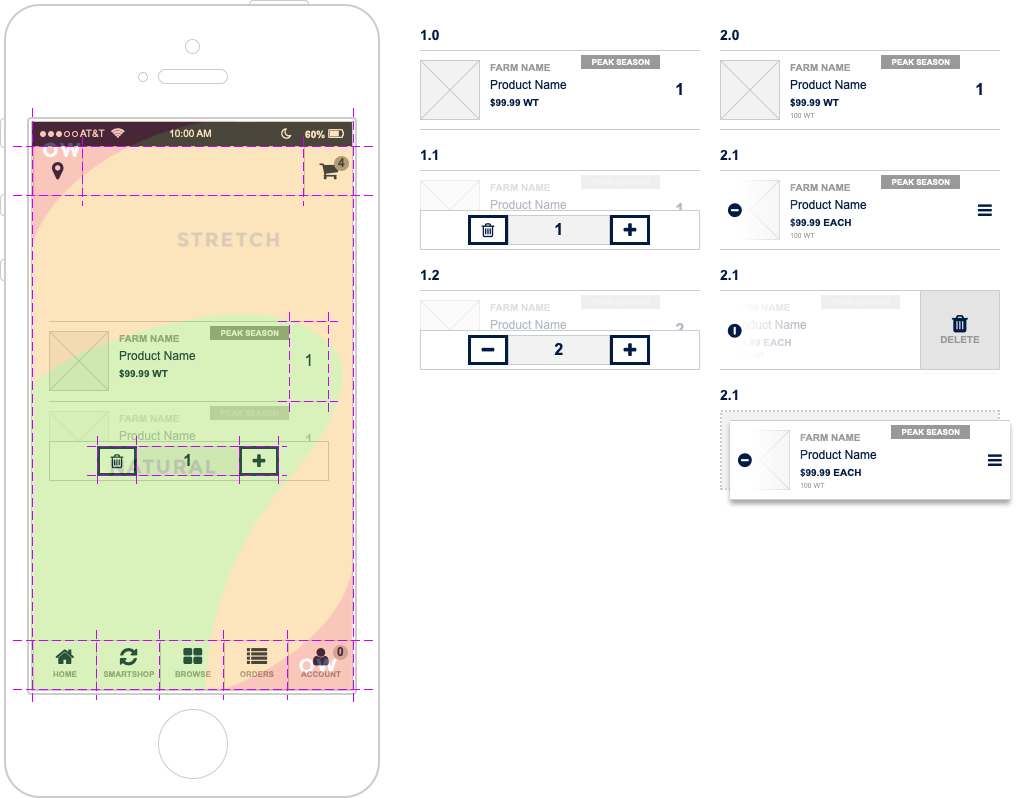 AT&T
10:00 AM
60%
OW
4
STRETCH
PEAK SEASON
FARM NAME
Product Name
$99.99 WT
1
PEAK SEASON
FARM NAME
Product Name
1
1
NATURAL
0
OW
HOME
SMARTSHOP
BROWSE
ORDERS
ACCOUNT
1.0
PEAK SEASON
FARM NAME
Product Name
$99.99 WT
1
1.1
PEAK SEASON
FARM NAME
Product Name
1
1
1.2
PEAK SEASON
FARM NAME
Product Name
2
2
2.0
PEAK SEASON
FARM NAME
Product Name
$99.99 WT
100 WT
1
2.1
PEAK SEASON
FARM NAME
Product Name
$99.99 EACH
100 WT
2.1
PEAK SEASON
RM NAME
duct Name
99 EACH
DELETE
2.1
PEAK SEASON
FARM NAME
Product Name
$99.99 EACH
100 WT